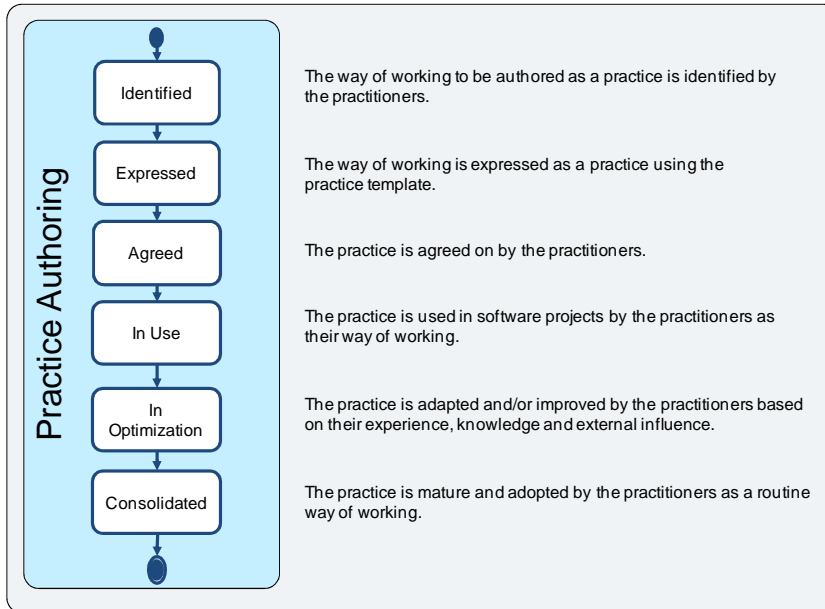 Practice Authoring
Identified
The way of working to be authored as a practice is identified by
the practitioners.
Expressed
The way of working is expressed as a practice using the
practice template.
Agreed
The practice is agreed on by the practitioners.
In Use
The practice is used in software projects by the practitioners as
their way of working.
In
Optimization
The practice is adapted and/or improved by the practitioners based
on their experience, knowledge and external influence.
Consolidated
The practice is mature and adopted by the practitioners as a routine
way of working.